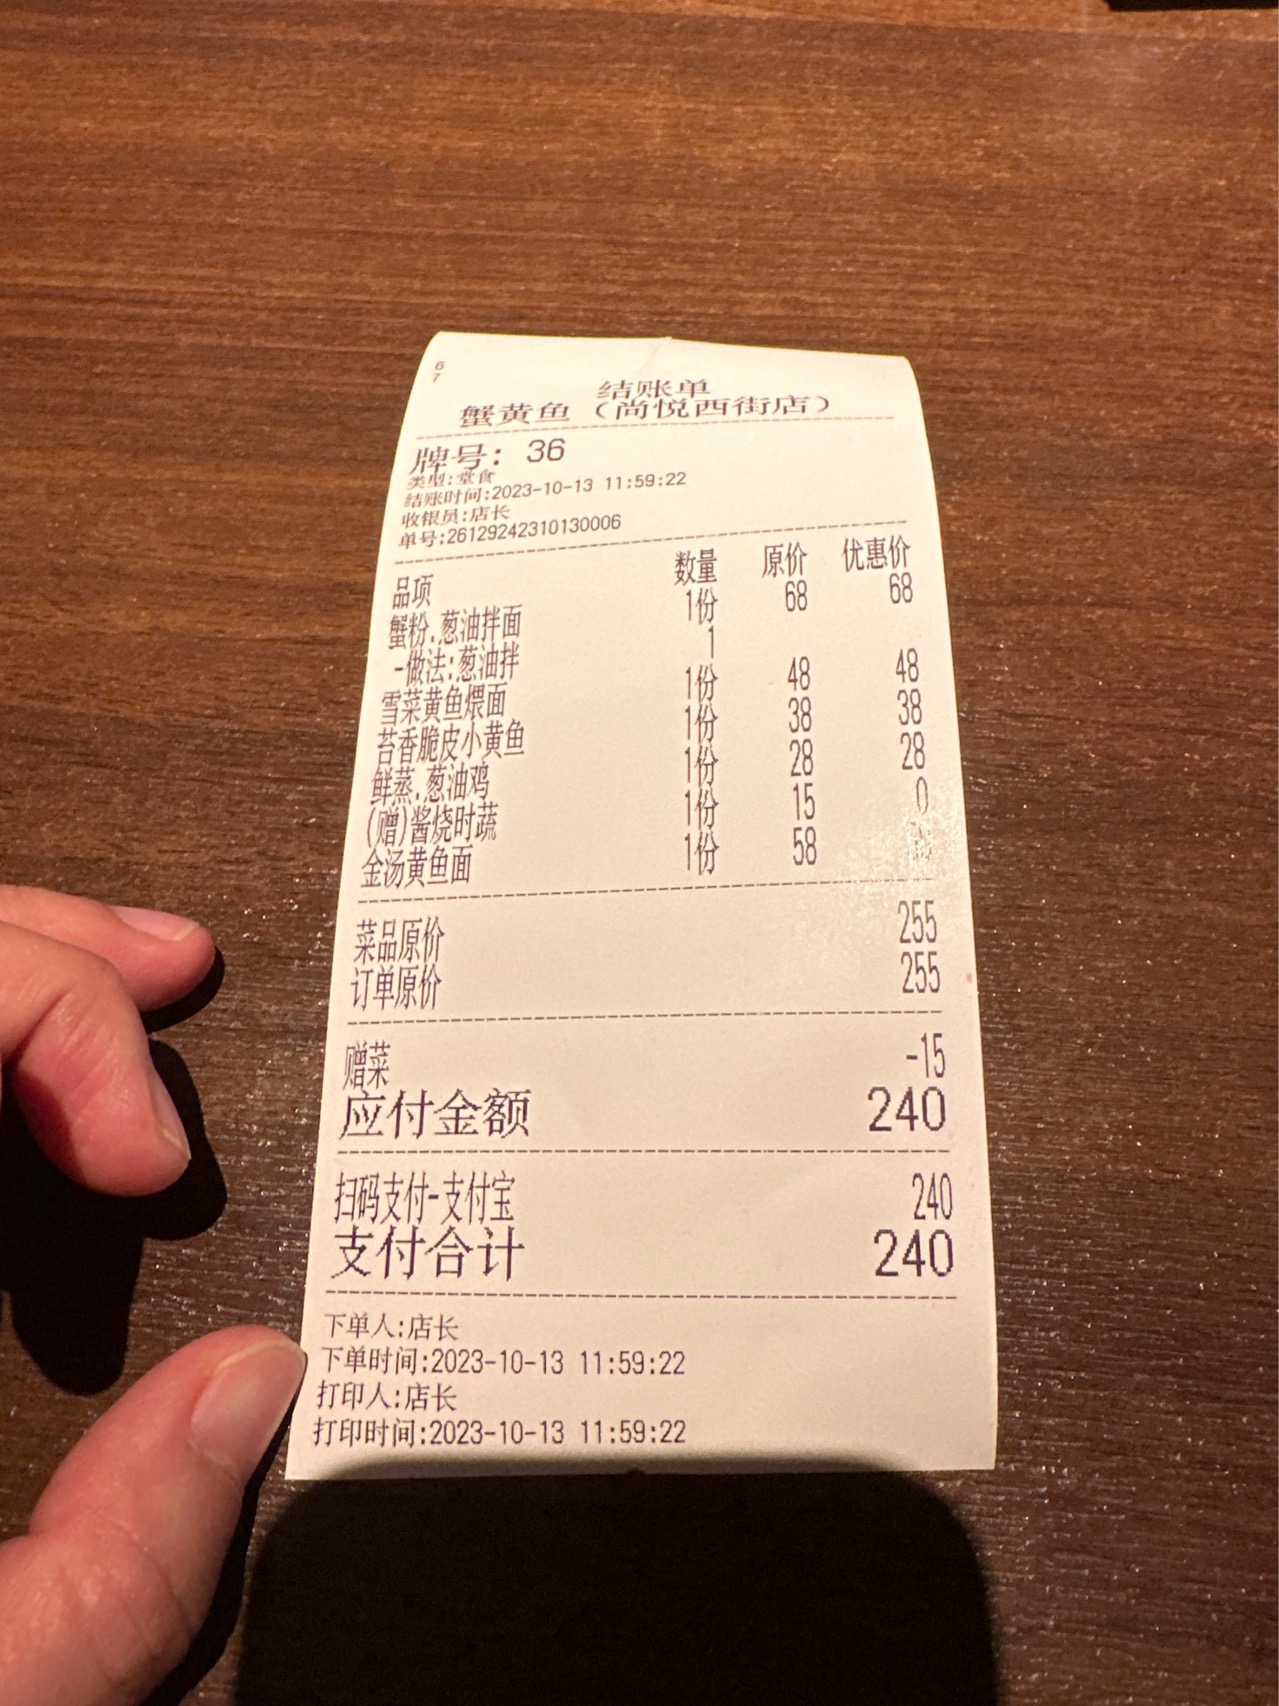 67
结账单
蟹黄鱼（尚悦西街店）
牌号: 36
类型:堂食
结账时间:2023-10-13 11:59:22
收银员:店长
单号:26129242310130006
品项 数量 原价 优惠价
蟹粉.葱油拌面 1份 68 68
-做法:葱油拌 1
雪菜黄鱼煨面 1份 48 48
苔香脆皮小黄鱼 1份 38 38
鲜蒸.葱油鸡 1份 28 28
(赠)酱烧时蔬 1份 15 0
金汤黄鱼面 1份 58
菜品原价 255
订单原价 255
赠菜 -15
应付金额 240
扫码支付-支付宝 240
支付合计 240
下单人:店长
下单时间:2023-10-13 11:59:22
打印人:店长
打印时间:2023-10-13 11:59:22